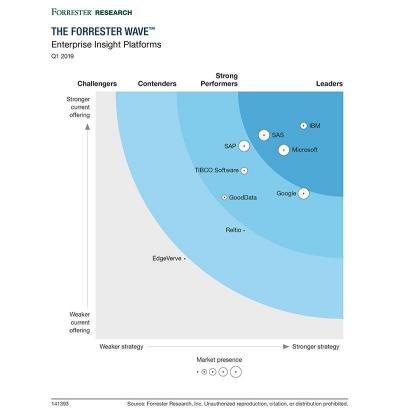 FORRESTER RESEARCH
THE FORRESTER WAVE™
Enterprise Insight Platforms
Q1 2019
Challengers
Contenders
Strong
Performers
Leaders
Stronger
current
offering
IBM
SAS
SAP
Microsoft
TIBCO Software
Google
GoodData
Reltio
EdgeVerve
Weaker
current
offering
Weaker strategy
Stronger strategy
Market presence
141393
Source: Forrester Research, Inc. Unauthorized reproduction, citation, or distribution prohibited.